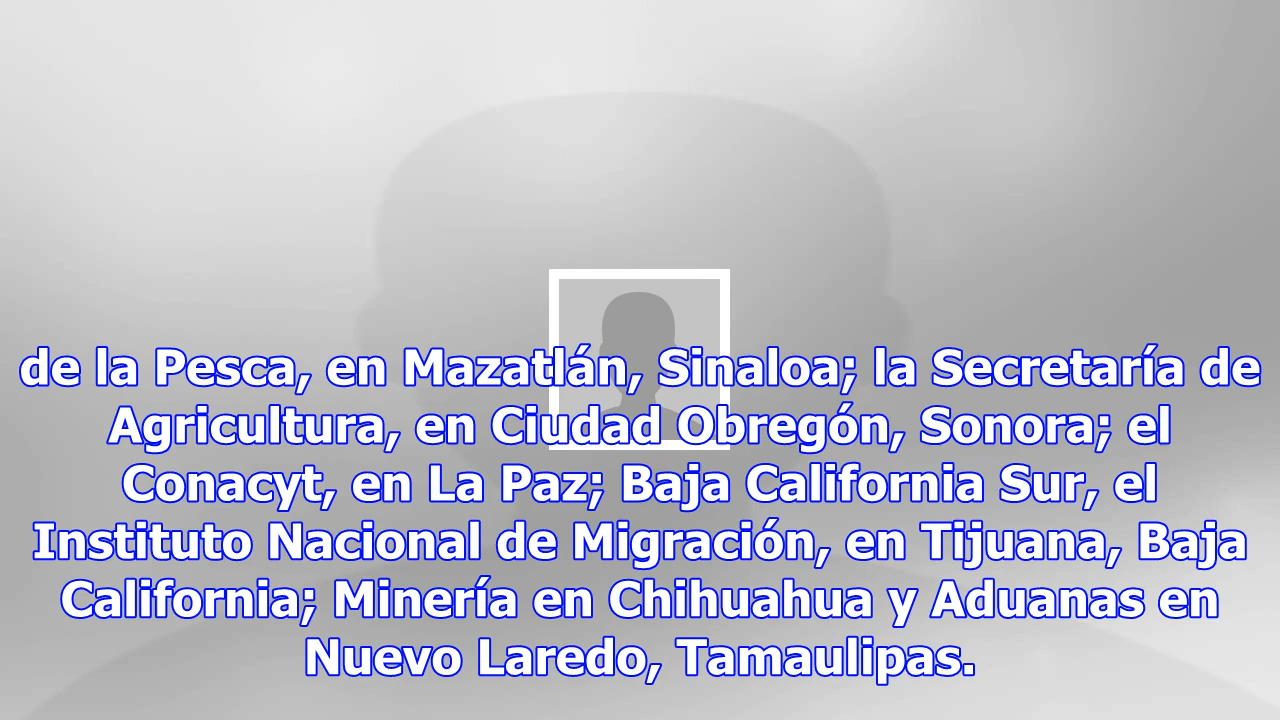 de la Pesca, en Mazatlán, Sinaloa; la Secretaría de
Agricultura, en Ciudad Obregón, Sonora; el
Conacyt, en La Paz; Baja California Sur, el
Instituto Nacional de Migración, en Tijuana, Baja
California; Minería en Chihuahua y Aduanas en
Nuevo Laredo, Tamaulipas.